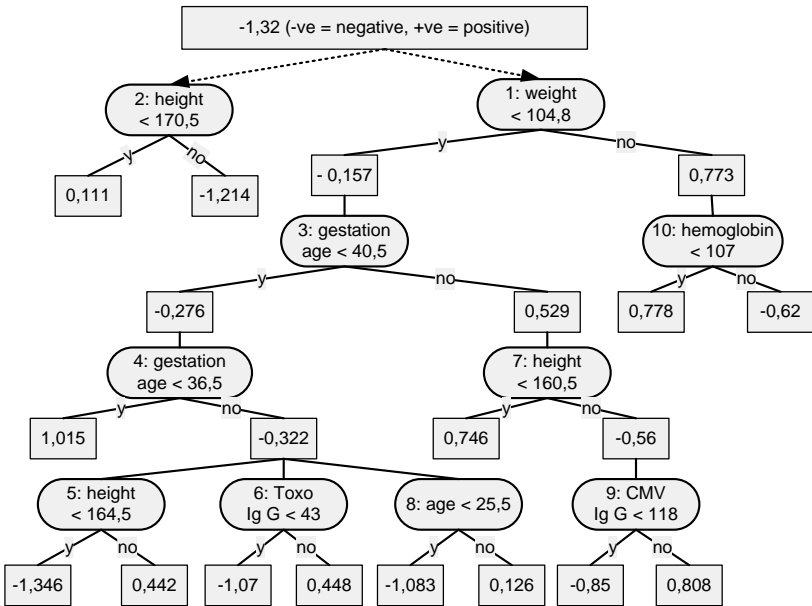 -1,32 (-ve = negative, +ve = positive)
2: height
< 170,5
1: weight
< 104,8
y
no
y
no
0,111
-1,214
- 0,157
0,773
3: gestation
age < 40,5
10: hemoglobin
< 107
y
no
y
no
-0,276
0,529
0,778
-0,62
4: gestation
age < 36,5
7: height
< 160,5
y
no
y
no
1,015
-0,322
0,746
-0,56
5: height
< 164,5
6: Toxo
Ig G < 43
8: age < 25,5
9: CMV
Ig G < 118
y
no
y
no
y
no
y
no
-1,346
0,442
-1,07
0,448
-1,083
0,126
-0,85
0,808